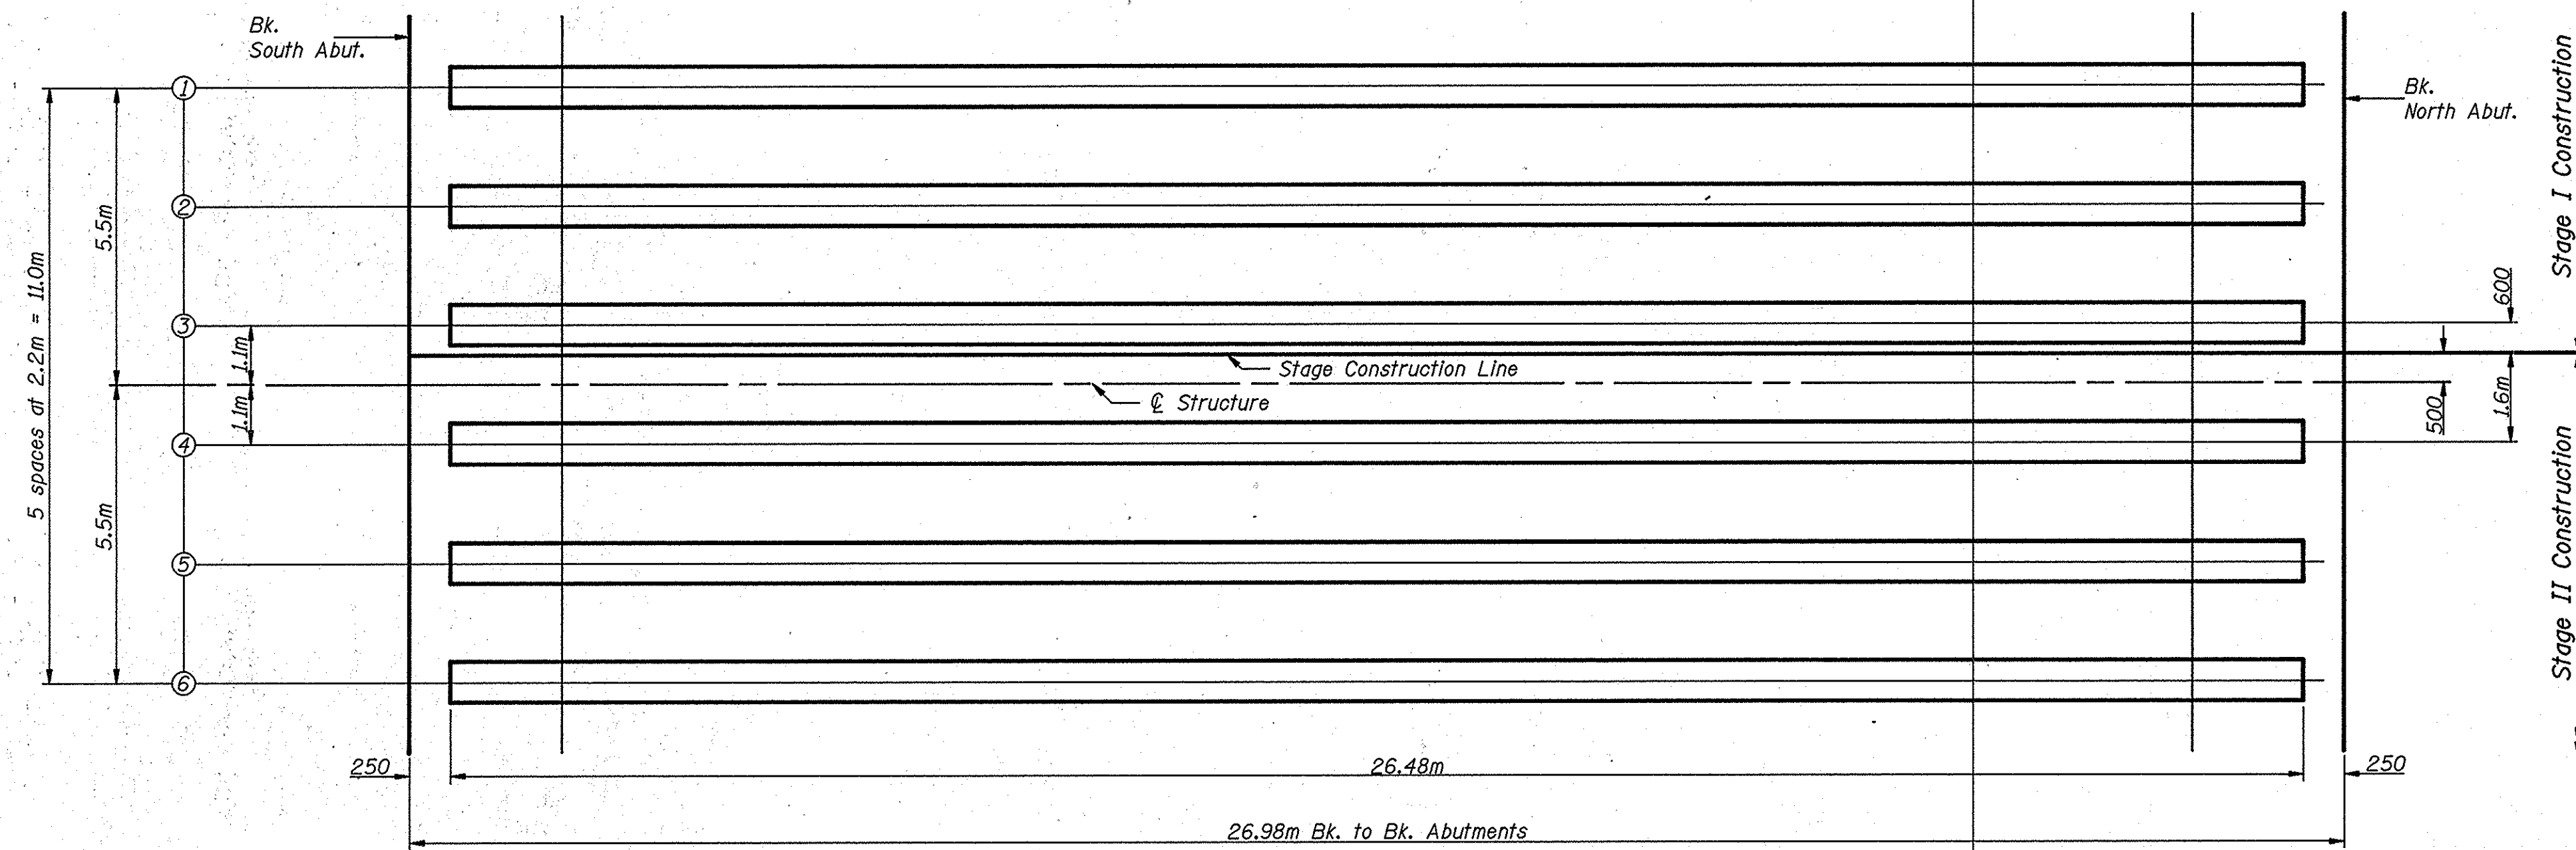 Bk.
South Abut.
Bk.
North Abut.
Stage I Construction
Stage II Construction
1
2
3
4
5
6
5 spaces at 2.2m = 11.0m
5.5m
5.5m
1.1m
1.1m
600
500
1.6m
Stage Construction Line
℄ Structure
250
26.48m
250
26.98m Bk. to Bk. Abutments